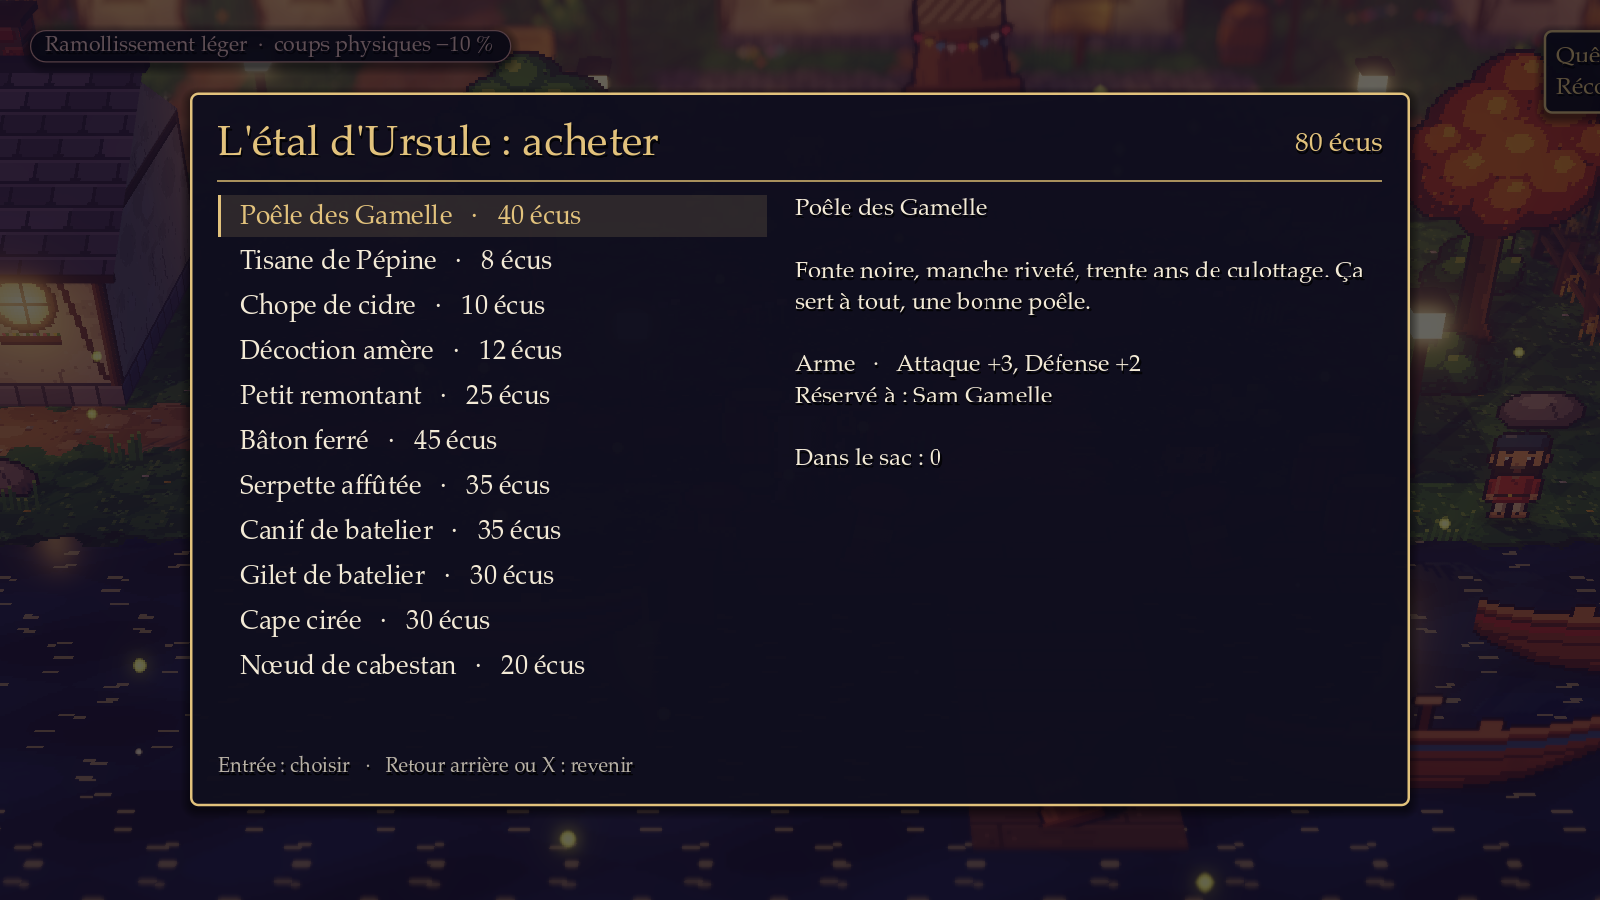 Ramollissement léger · coups physiques −10 %
L'étal d'Ursule : acheter
80 écus
Poêle des Gamelle · 40 écus
Tisane de Pépine · 8 écus
Chope de cidre · 10 écus
Décoction amère · 12 écus
Petit remontant · 25 écus
Bâton ferré · 45 écus
Serpette affûtée · 35 écus
Canif de batelier · 35 écus
Gilet de batelier · 30 écus
Cape cirée · 30 écus
Nœud de cabestan · 20 écus
Poêle des Gamelle
Fonte noire, manche riveté, trente ans de culottage. Ça
sert à tout, une bonne poêle.
Arme · Attaque +3, Défense +2
Réservé à : Sam Gamelle
Dans le sac : 0
Entrée : choisir · Retour arrière ou X : revenir